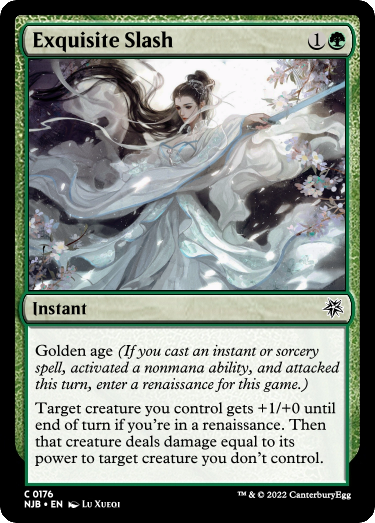 Exquisite Slash 1
Instant
Golden age (If you cast an instant or sorcery
spell, activated a nonmana ability, and attacked
this turn, enter a renaissance for this game.)
Target creature you control gets +1/+0 until
end of turn if you're in a renaissance. Then
that creature deals damage equal to its
power to target creature you don't control.
C 0176
NJB • EN Lu Xueqi
™ & © 2022 CanterburyEgg